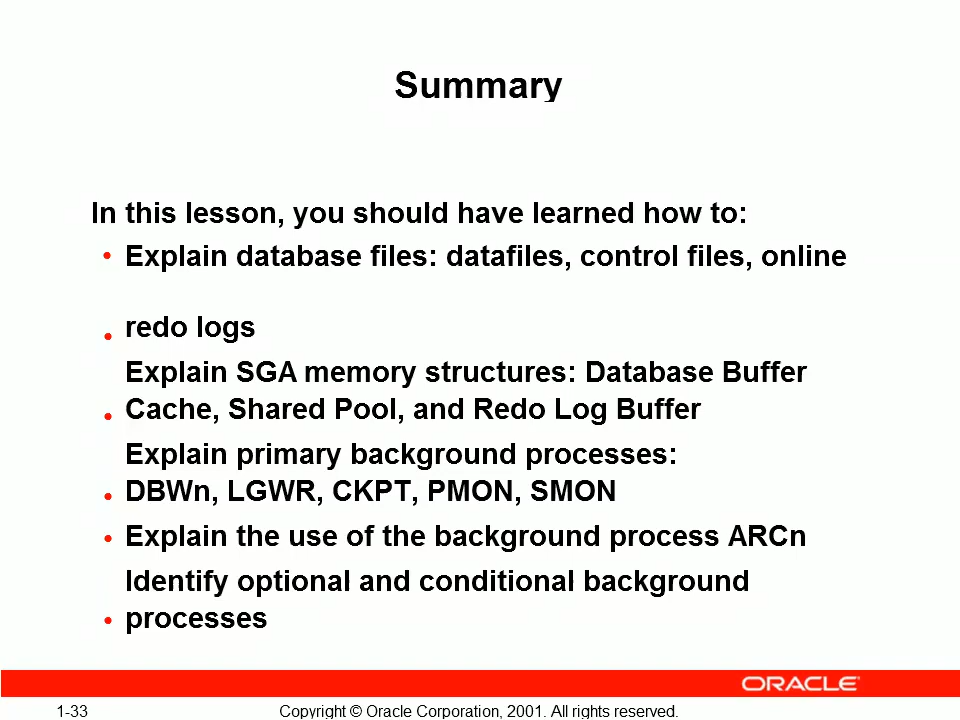 Summary
In this lesson, you should have learned how to:
• Explain database files: datafiles, control files, online
• redo logs
Explain SGA memory structures: Database Buffer
• Cache, Shared Pool, and Redo Log Buffer
Explain primary background processes:
• DBWn, LGWR, CKPT, PMON, SMON
• Explain the use of the background process ARCn
Identify optional and conditional background
• processes
ORACLE
1-33 Copyright © Oracle Corporation, 2001. All rights reserved.